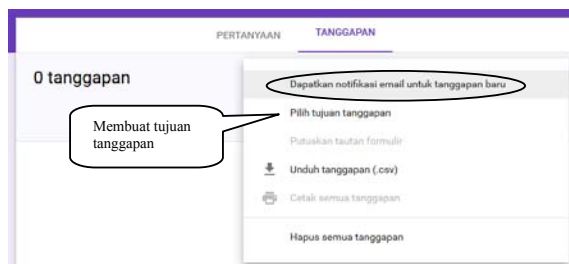 PERTANYAAN TANGGAPAN
0 tanggapan
Dapatkan notifikasi email untuk tanggapan baru
Pilih tujuan tanggapan
Membuat tujuan
tanggapan
Putuskan tautan formulir
Unduh tanggapan (.csv)
Cetak semua tanggapan
Hapus semua tanggapan